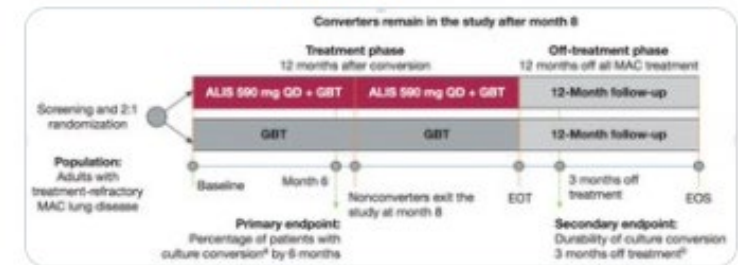 Converters remain in the study after month 8
Treatment phase
12 months after conversion
Off-treatment phase
12 months off all MAC treatment
ALIS 590 mg QD + GBT
ALIS 590 mg QD + GBT
12-Month follow-up
Screening and 2:1
randomization
GBT
GBT
12-Month follow-up
Population:
Adults with
treatment-refractory
MAC lung disease
Baseline
Month 6
Nonconverters exit the
study at month 8
EOT
3 months off
treatment
EOS
Primary endpoint:
Percentage of patients with
culture conversionᵃ by 6 months
Secondary endpoint:
Durability of culture conversion
3 months off treatmentᵇ